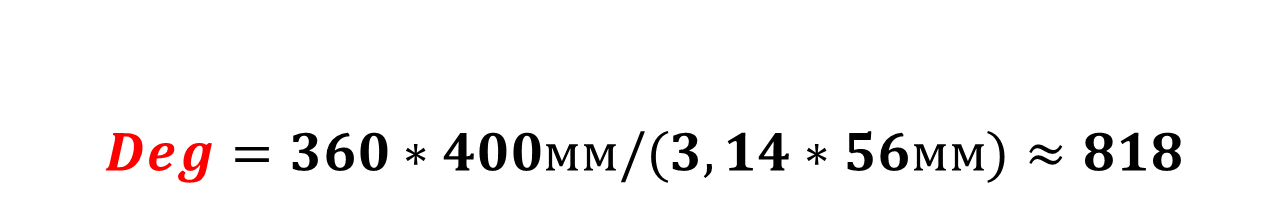 Deg = 360 * 400мм/(3,14 * 56мм) ≈ 818